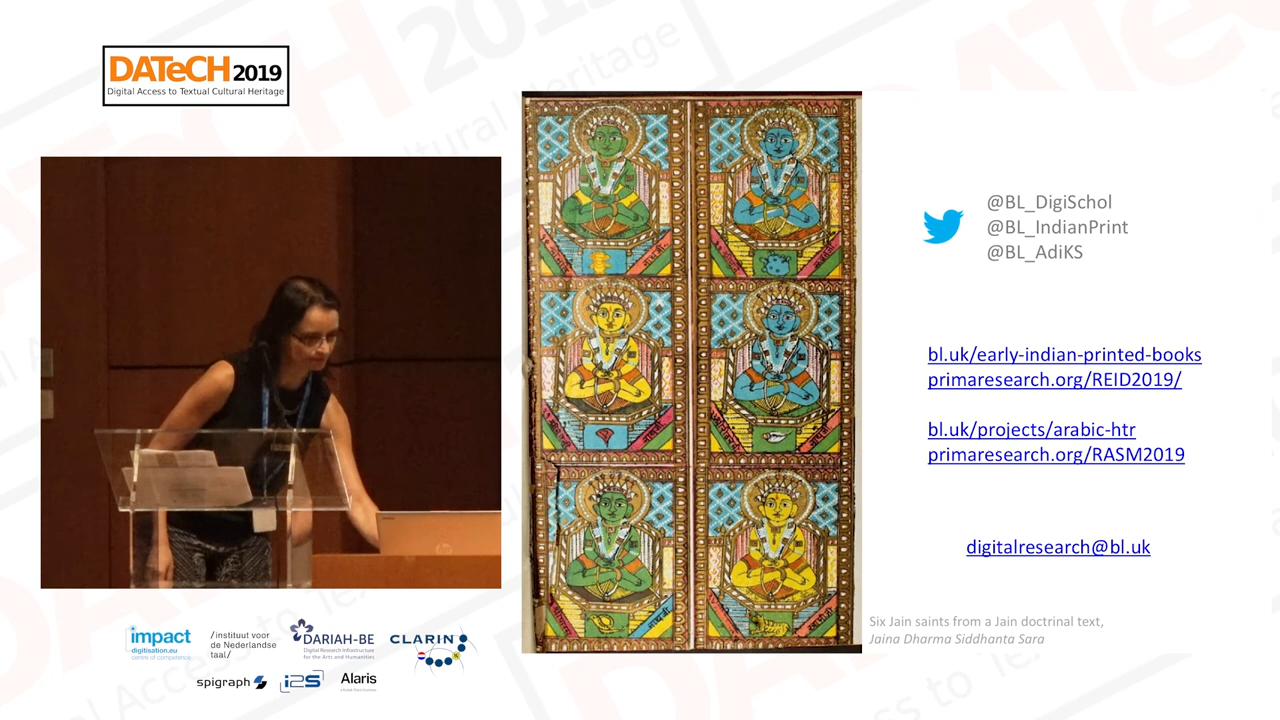 DATeCH 2019
Digital Access to Textual Cultural Heritage
@BL_DigiSchol
@BL_IndianPrint
@BL_AdiKS
bl.uk/early-indian-printed-books
primaresearch.org/REID2019/
bl.uk/projects/arabic-htr
primaresearch.org/RASM2019
digitalresearch@bl.uk
Six Jain saints from a Jain doctrinal text,
Jaina Dharma Siddhanta Sara
impact
digitisation.eu
centre of competence
/instituut voor
de Nederlandse
taal/
DARIAH-BE
Digital Research Infrastructure
for the Arts and Humanities
CLARIN
spigraph
i2S
Alaris